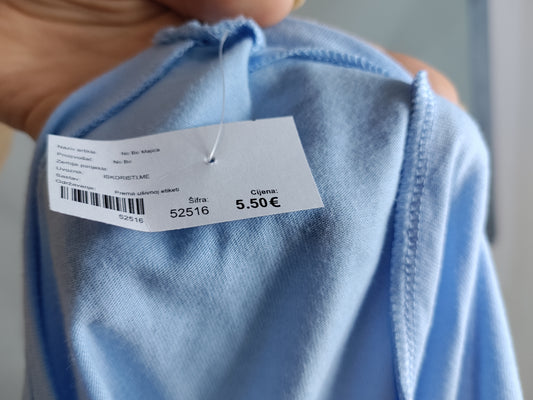 Naziv artikla: No Bo Majica
Proizvođač: No Bo
Zemlja porijekla:
Uvoznik: ISKORISTI.ME
Sastav:
Održavanje: Prema ušivnoj etiketi
52516
Šifra:
52516
Cijena:
5.50€